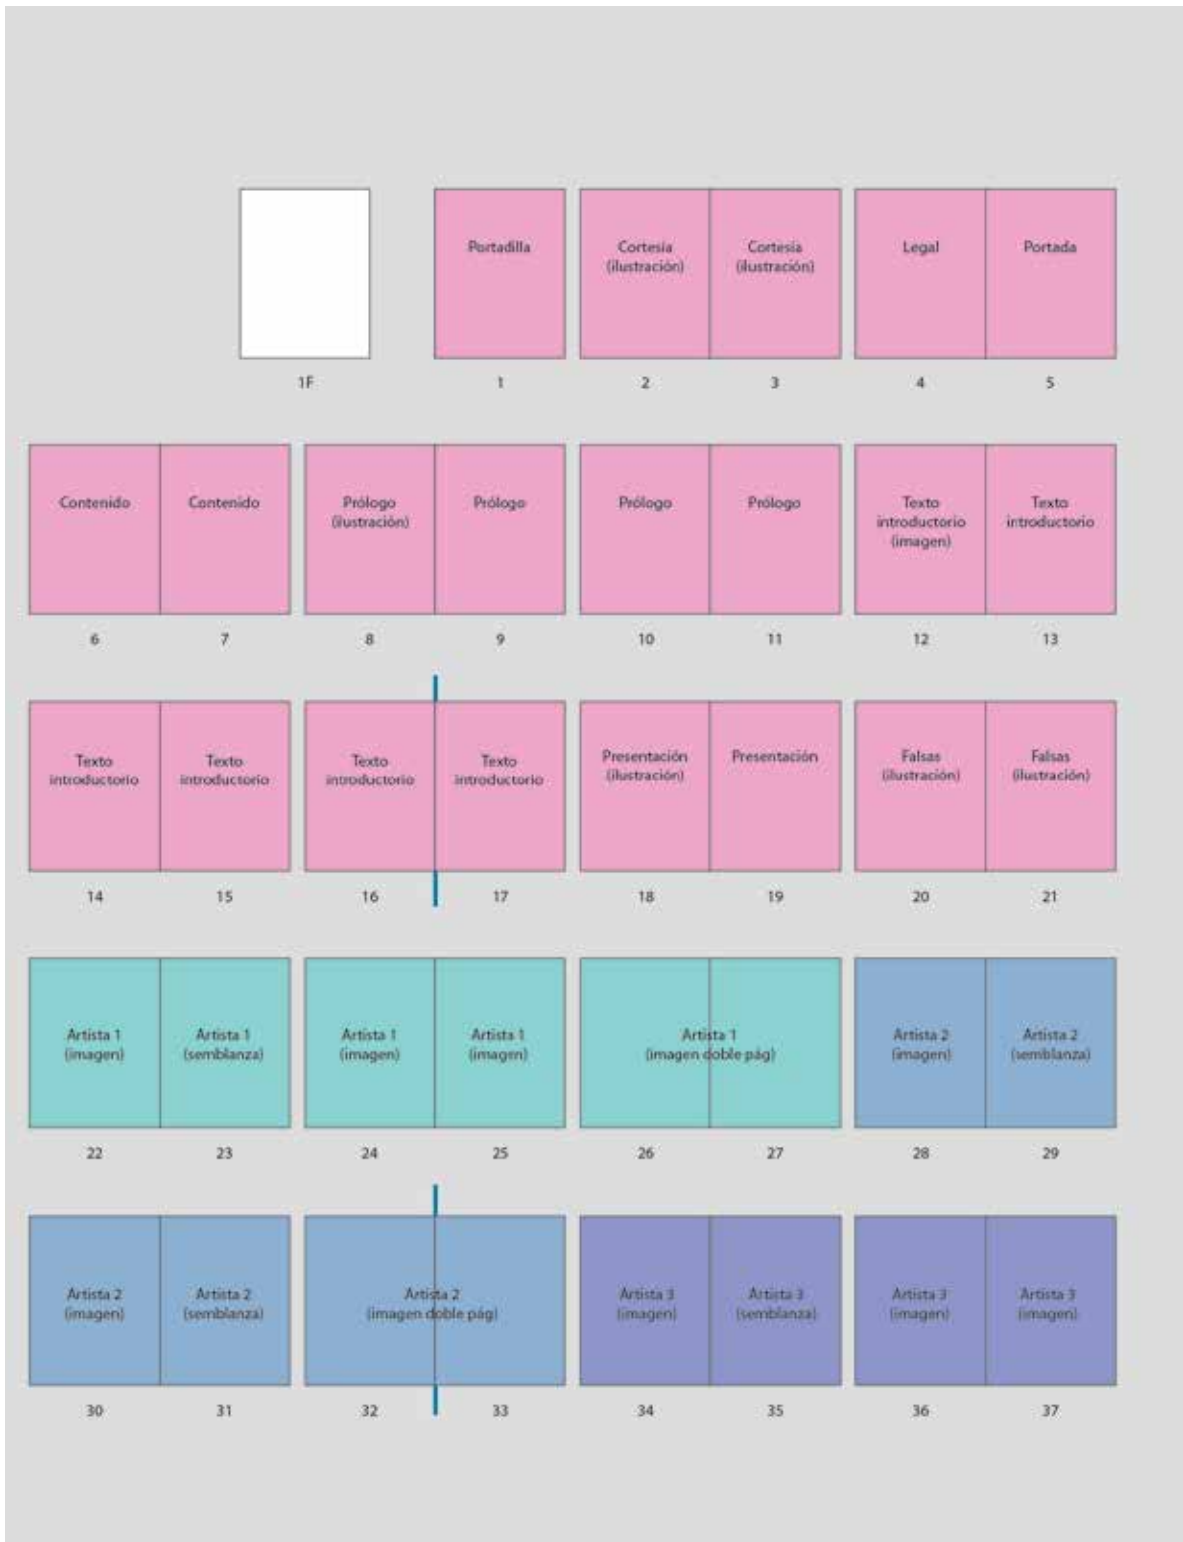 Portadilla
Cortesía
(ilustración)
Cortesía
(ilustración)
Legal
Portada
1F
1
2
3
4
5
Contenido
Contenido
Prólogo
(ilustración)
Prólogo
Prólogo
Prólogo
Texto
introductorio
(imagen)
Texto
introductorio
6
7
8
9
10
11
12
13
Texto
introductorio
Texto
introductorio
Texto
introductorio
Texto
introductorio
Presentación
(ilustración)
Presentación
Falsas
(ilustración)
Falsas
(ilustración)
14
15
16
17
18
19
20
21
Artista 1
(imagen)
Artista 1
(semblanza)
Artista 1
(imagen)
Artista 1
(imagen)
Artista 1
(imagen doble pág)
Artista 2
(imagen)
Artista 2
(semblanza)
22
23
24
25
26
27
28
29
Artista 2
(imagen)
Artista 2
(semblanza)
Artista 2
(imagen doble pág)
Artista 3
(imagen)
Artista 3
(semblanza)
Artista 3
(imagen)
Artista 3
(imagen)
30
31
32
33
34
35
36
37